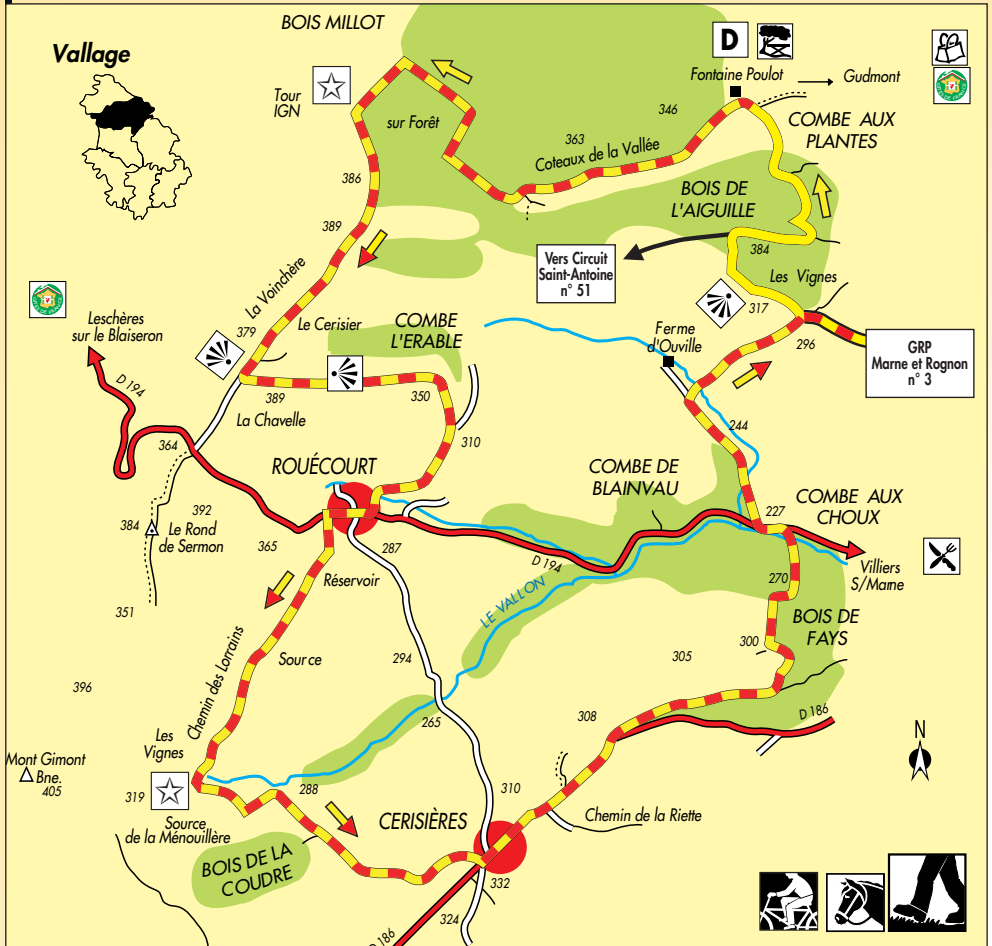 BOIS MILLOT
Vallage
D
Fontaine Poulot
Gudmont
Tour
IGN
sur Forêt
346
363
COMBE AUX
PLANTES
Coteaux de la Vallée
386
BOIS DE
L'AIGUILLE
389
384
Vers Circuit
Saint-Antoine
n° 51
Les Vignes
La Voinchère
317
Leschères
sur le Blaiseron
379
Le Cerisier
COMBE
L'ERABLE
Ferme
d'Ouville
296
GRP
Marne et Rognon
n° 3
D 194
389
350
La Chavelle
244
364
310
ROUÉCOURT
COMBE DE
BLAINVAU
COMBE AUX
CHOUX
392
384
Le Rond
de Sermon
227
365
287
D 194
Villiers
S/Marne
Réservoir
270
LE VALLON
351
BOIS DE
FAYS
300
Chemin des Lorrains
Source
294
305
396
265
308
D 186
Les
Vignes
N
Mont Gimont
Bne.
405
319
288
310
Source
de la Ménouillère
CERISIÈRES
Chemin de la Riette
BOIS DE LA
COUDRE
332
324
D 186